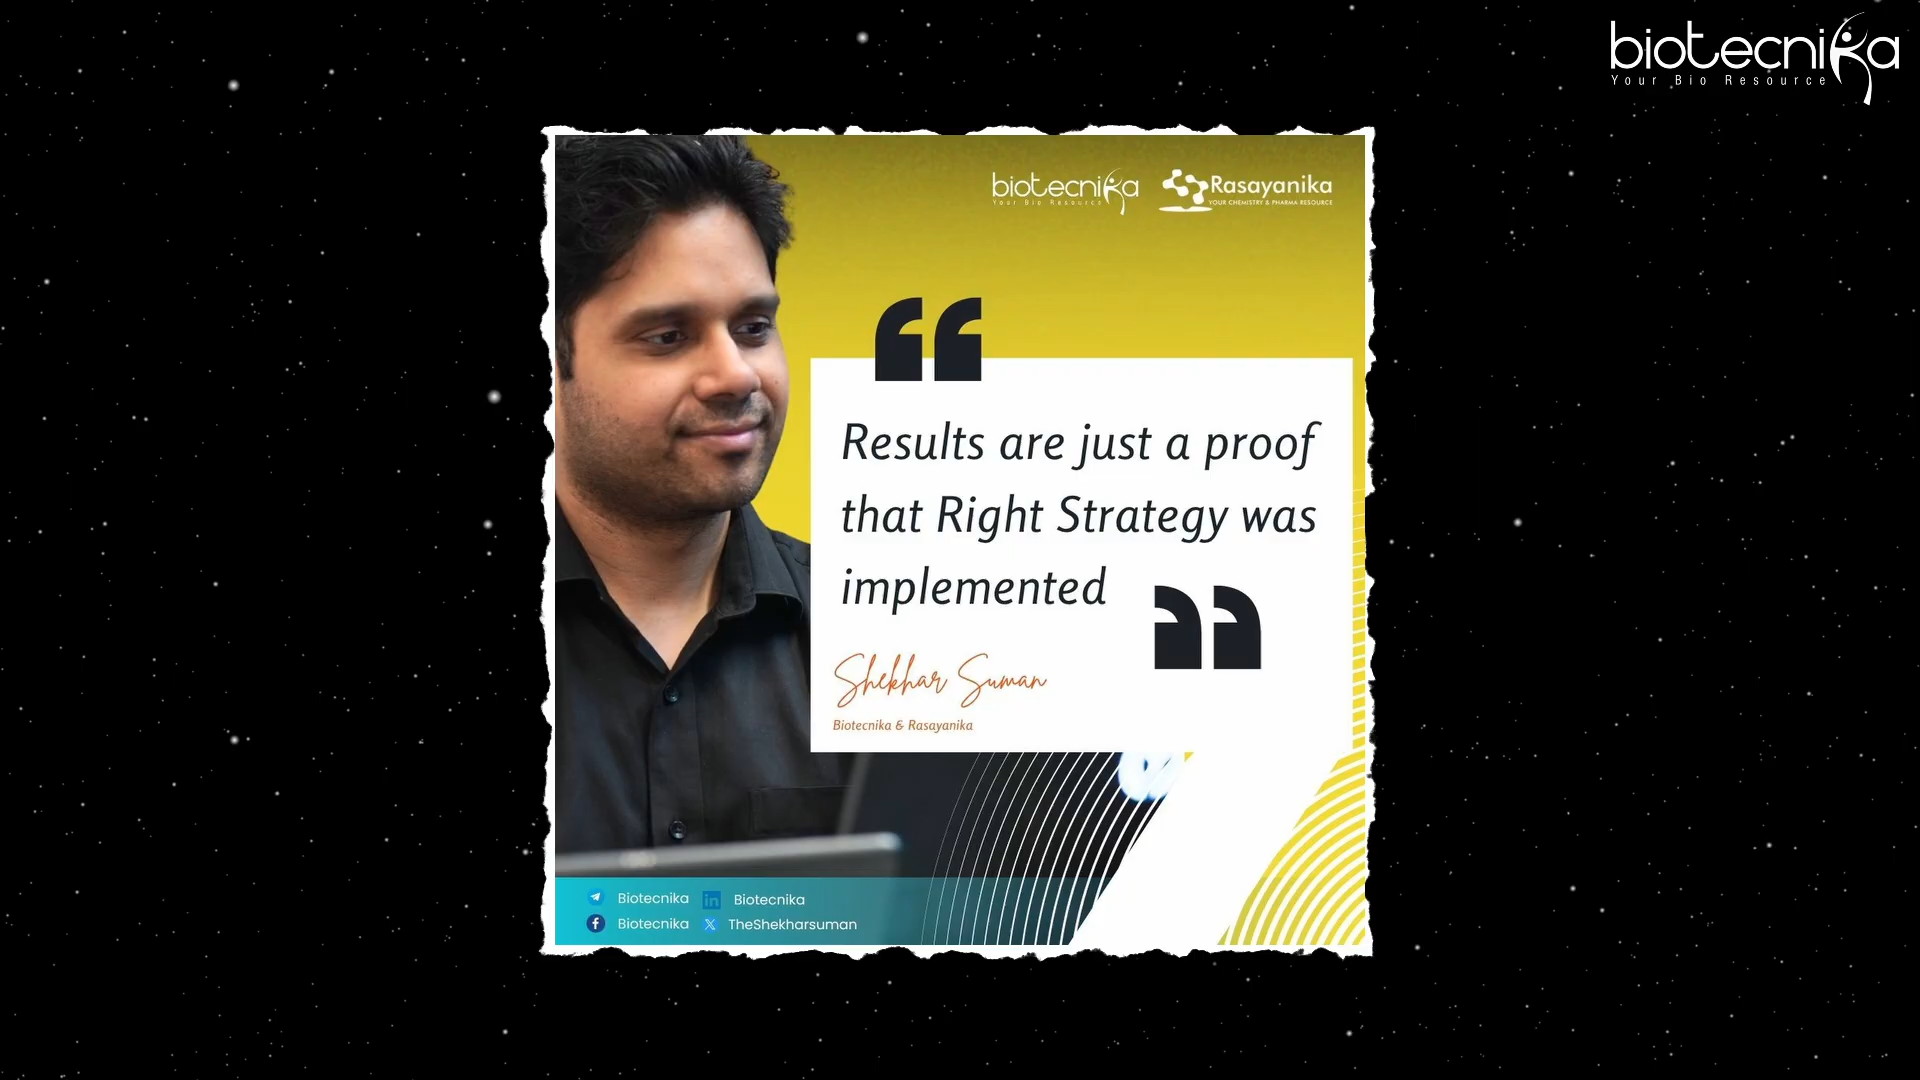 biotecnika
Your Bio Resource
biotecnika
Your Bio Resource
Rasayanika
YOUR CHEMISTRY & PHARMA RESOURCE
“
Results are just a proof
that Right Strategy was
implemented
”
Shekhar Suman
Biotecnika & Rasayanika
Biotecnika
Biotecnika
Biotecnika
TheShekharsuman